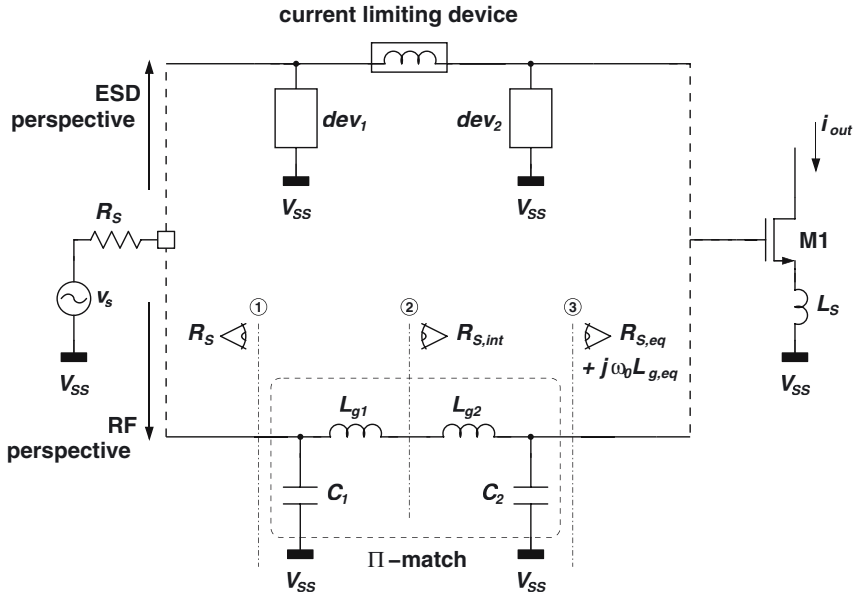 current limiting device
ESD
perspective
dev1
dev2
iout
VSS
VSS
RS
M1
vs
LS
VSS
VSS
1
2
3
RS
RS,int
RS,eq
+ jω0Lg,eq
RF
perspective
Lg1
Lg2
C1
C2
VSS
VSS
Π−match